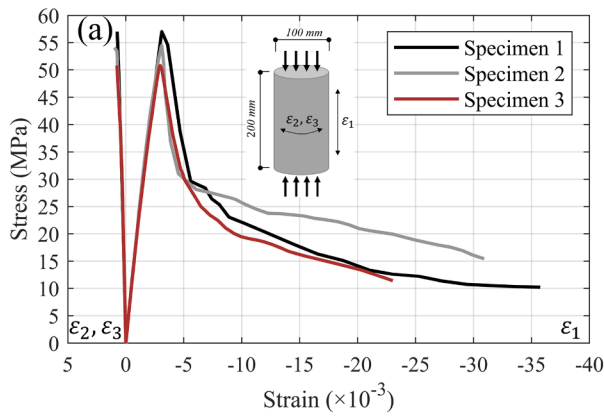 (a)
Stress (MPa)
60
55
50
45
40
35
30
25
20
15
10
5
0
100 mm
200 mm
ε₂, ε₃
ε₁
Specimen 1
Specimen 2
Specimen 3
ε₂, ε₃
ε₁
5 0 -5 -10 -15 -20 -25 -30 -35 -40
Strain (×10⁻³)